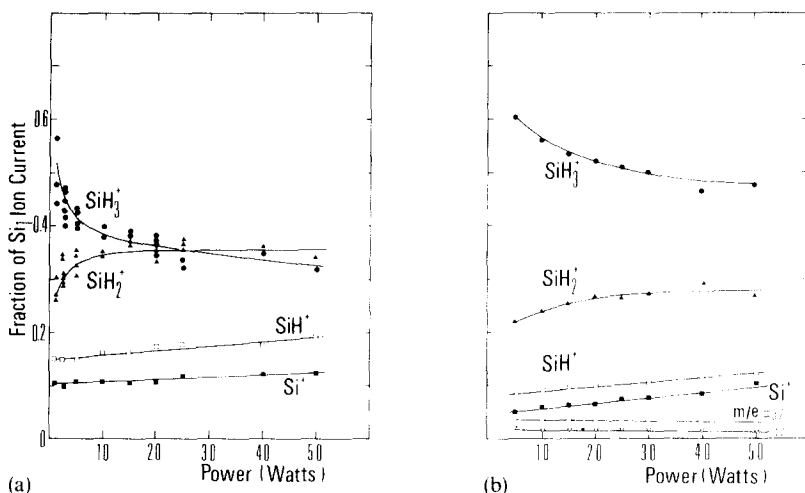 0.6
Fraction of Si₁ Ion Current
0.4
0.2
0
SiH₃⁺
SiH₂⁺
SiH⁺
Si⁺
10 20 30 40 50
Power (Watts)
(a)
SiH₃⁺
SiH₂⁺
SiH⁺
Si⁺
m/e =
10 20 30 40 50
Power (Watts)
(b)